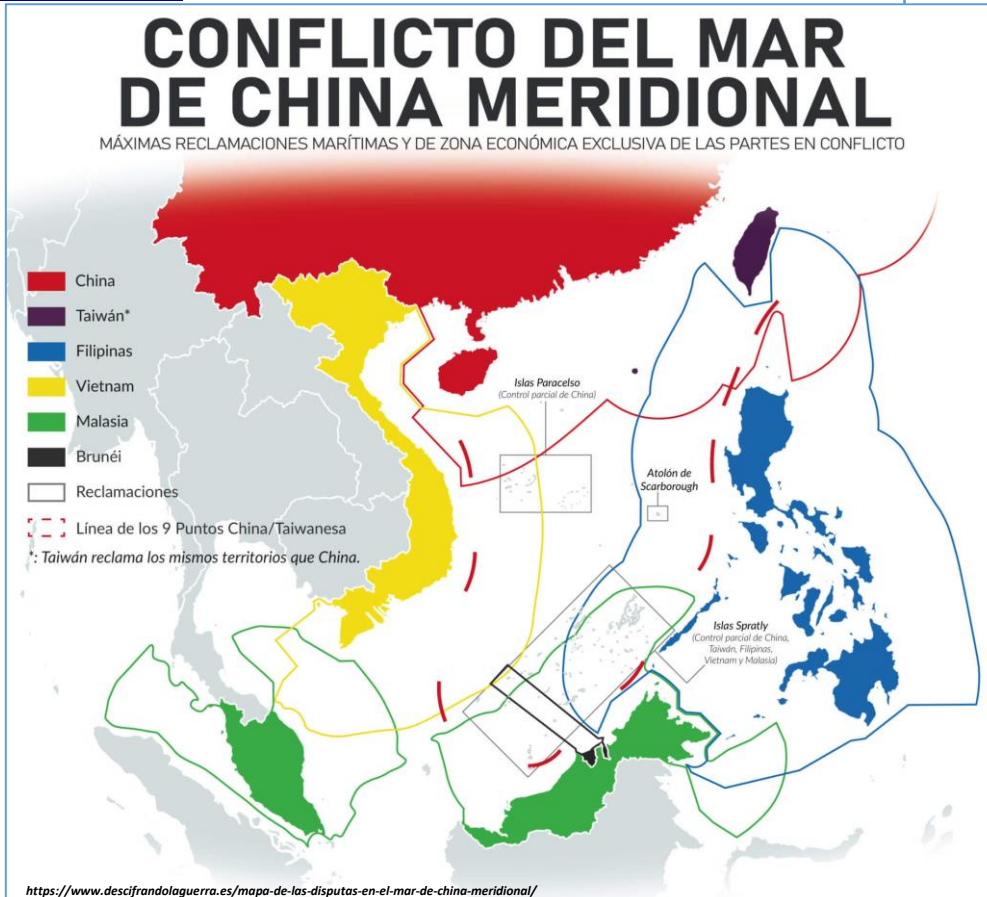 CONFLICTO DEL MAR
DE CHINA MERIDIONAL
MÁXIMAS RECLAMACIONES MARÍTIMAS Y DE ZONA ECONÓMICA EXCLUSIVA DE LAS PARTES EN CONFLICTO
China
Taiwán*
Filipinas
Vietnam
Malasia
Brunéi
Reclamaciones
Línea de los 9 Puntos China/Taiwanesa
*: Taiwán reclama los mismos territorios que China.
Islas Paracelso
(Control parcial de China)
Atolón de
Scarborough
Islas Spratly
(Control parcial de China,
Taiwán, Filipinas,
Vietnam y Malasia)
https://www.descifrandolaguerra.es/mapa-de-las-disputas-en-el-mar-de-china-meridional/